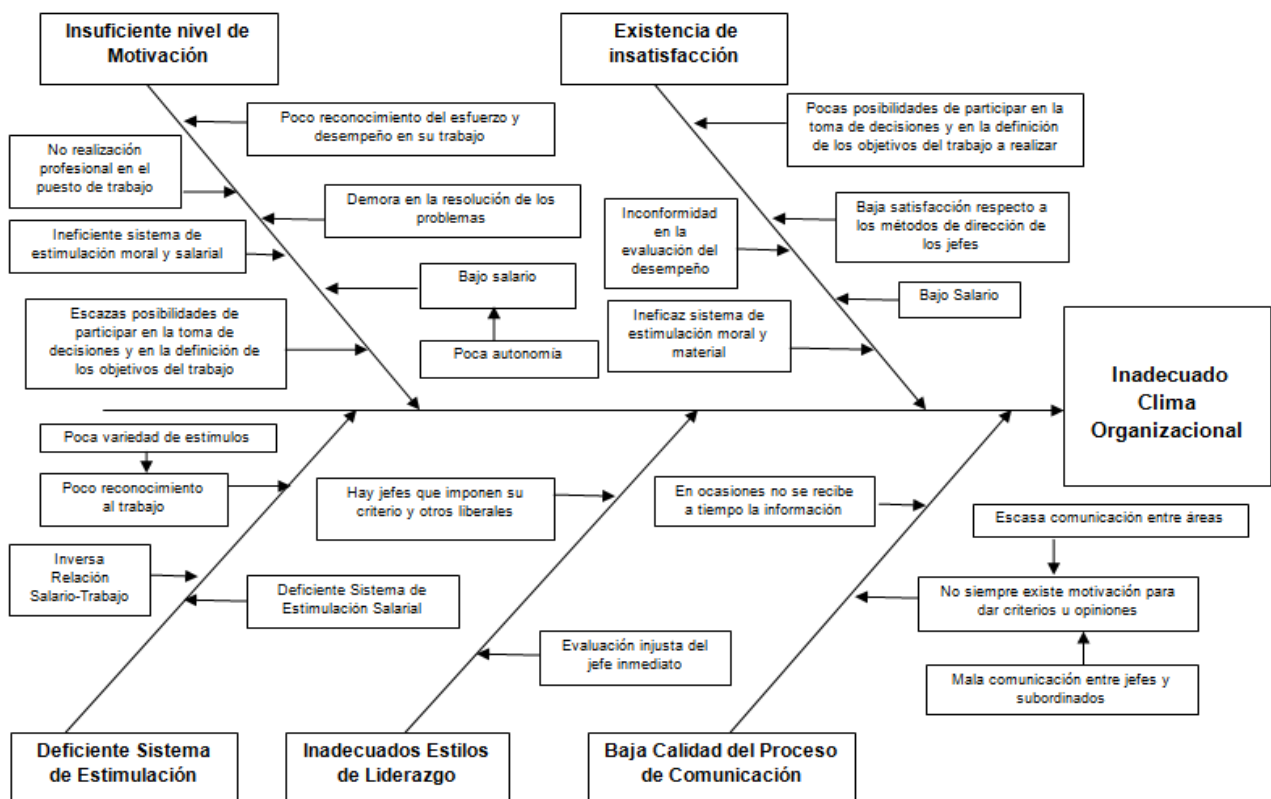 Insuficiente nivel de
Motivación
Existencia de
insatisfacción
Poco reconocimiento del esfuerzo y
desempeño en su trabajo
Pocas posibilidades de participar en la
toma de decisiones y en la definición
de los objetivos del trabajo a realizar
No realización
profesional en el
puesto de trabajo
Demora en la resolución de los
problemas
Inconformidad
en la
evaluación del
desempeño
Baja satisfacción respecto a
los métodos de dirección de
los jefes
Ineficiente sistema de
estimulación moral y salarial
Bajo salario
Bajo Salario
Escazas posibilidades de
participar en la toma de
decisiones y en la definición de
los objetivos del trabajo
Poca autonomía
Ineficaz sistema de
estimulación moral y
material
Inadecuado
Clima
Organizacional
Poca variedad de estímulos
Poco reconocimiento
al trabajo
Hay jefes que imponen su
criterio y otros liberales
En ocasiones no se recibe
a tiempo la información
Escasa comunicación entre áreas
Inversa
Relación
Salario-Trabajo
Deficiente Sistema de
Estimulación Salarial
No siempre existe motivación para
dar criterios u opiniones
Evaluación injusta del
jefe inmediato
Mala comunicación entre jefes y
subordinados
Deficiente Sistema
de Estimulación
Inadecuados Estilos
de Liderazgo
Baja Calidad del Proceso
de Comunicación